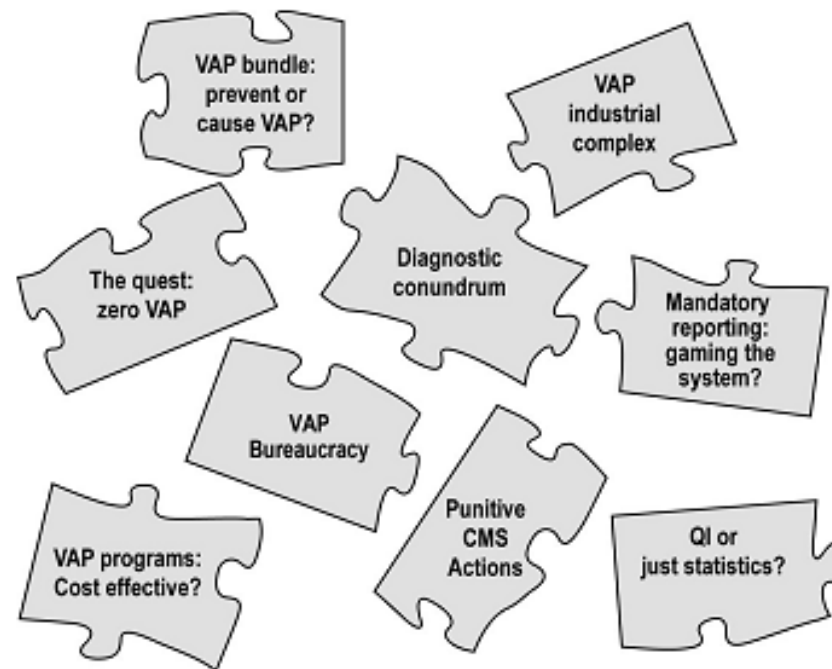 VAP bundle:
prevent or
cause VAP?
VAP
industrial
complex
The quest:
zero VAP
Diagnostic
conundrum
Mandatory
reporting:
gaming the
system?
VAP
Bureaucracy
Punitive
CMS
Actions
VAP programs:
Cost effective?
QI or
just statistics?